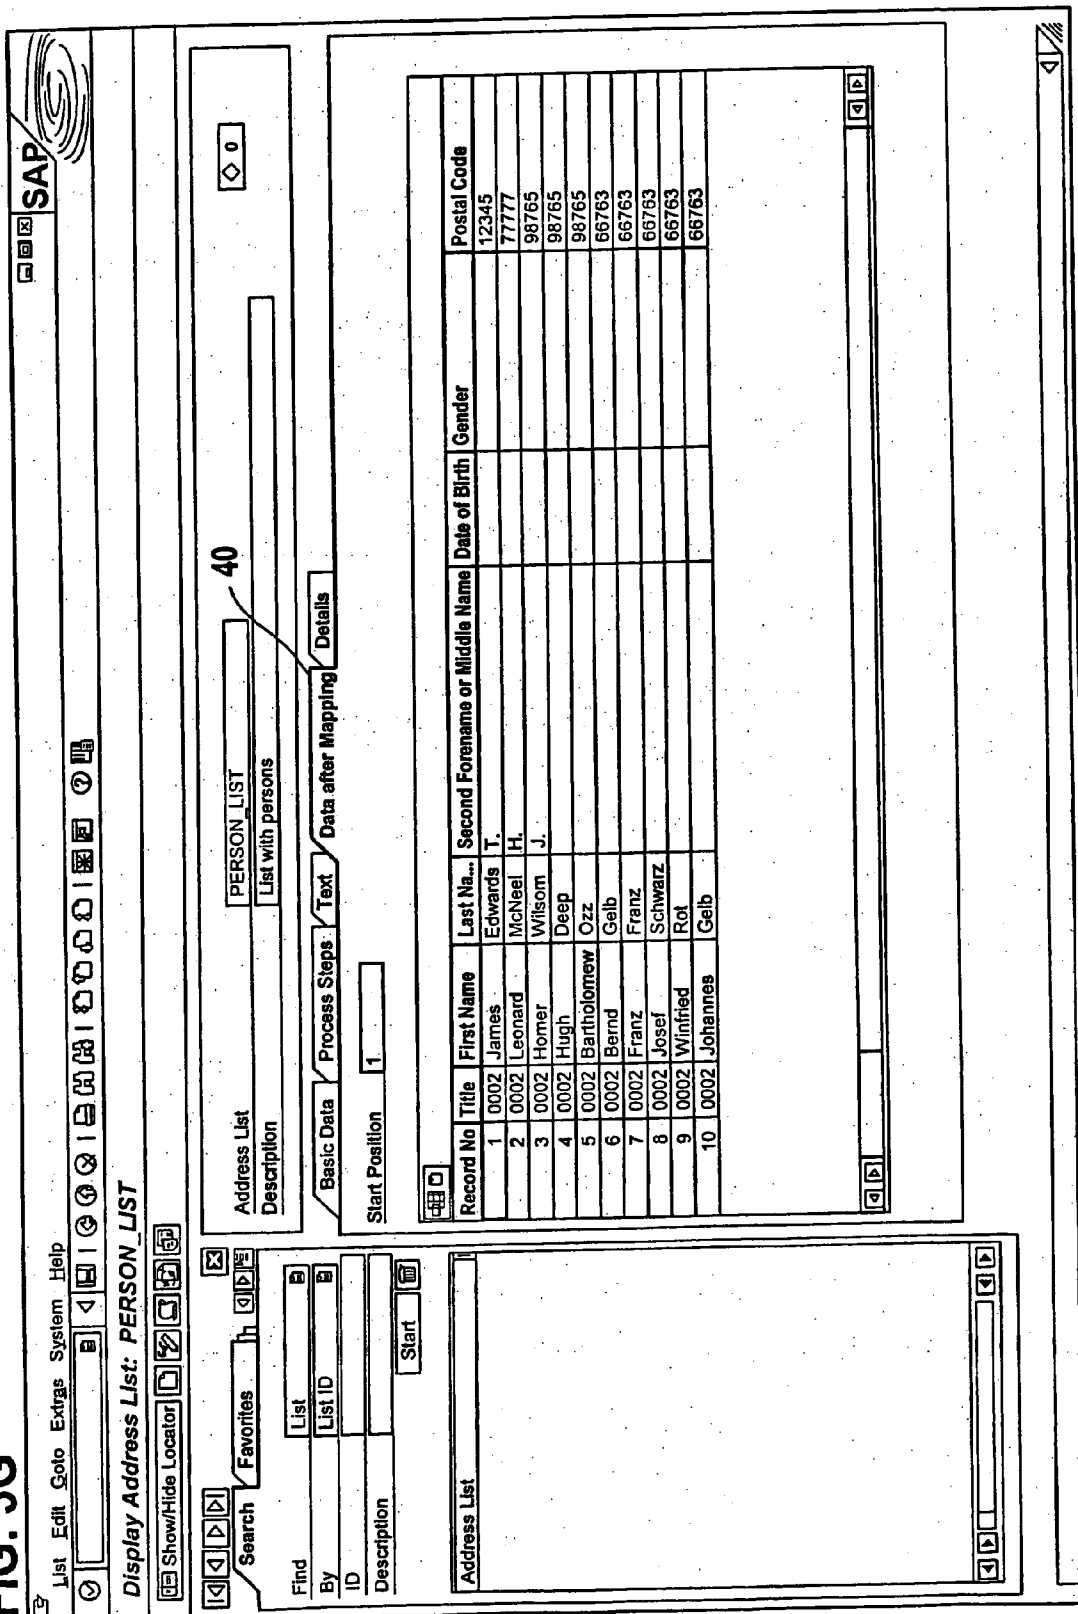 FIG. 3G
List Edit Goto Extras System Help
SAP
Display Address List: PERSON_LIST
Show/Hide Locator
Search Favorites
Find List
By List ID
ID
Description
Start
Address List
Address List PERSON_LIST
Description List with persons
0
40
Basic Data Process Steps Text Data after Mapping Details
Start Position 1
Record No Title First Name Last Na... Second Forename or Middle Name Date of Birth Gender Postal Code
1 0002 James Edwards T. 12345
2 0002 Leonard McNeel H. 77777
3 0002 Homer Wilsom J. 98765
4 0002 Hugh Deep 98765
5 0002 Bartholomew Ozz 98765
6 0002 Bernd Gelb 66763
7 0002 Franz Franz 66763
8 0002 Josef Schwarz 66763
9 0002 Winfried Rot 66763
10 0002 Johannes Gelb 66763